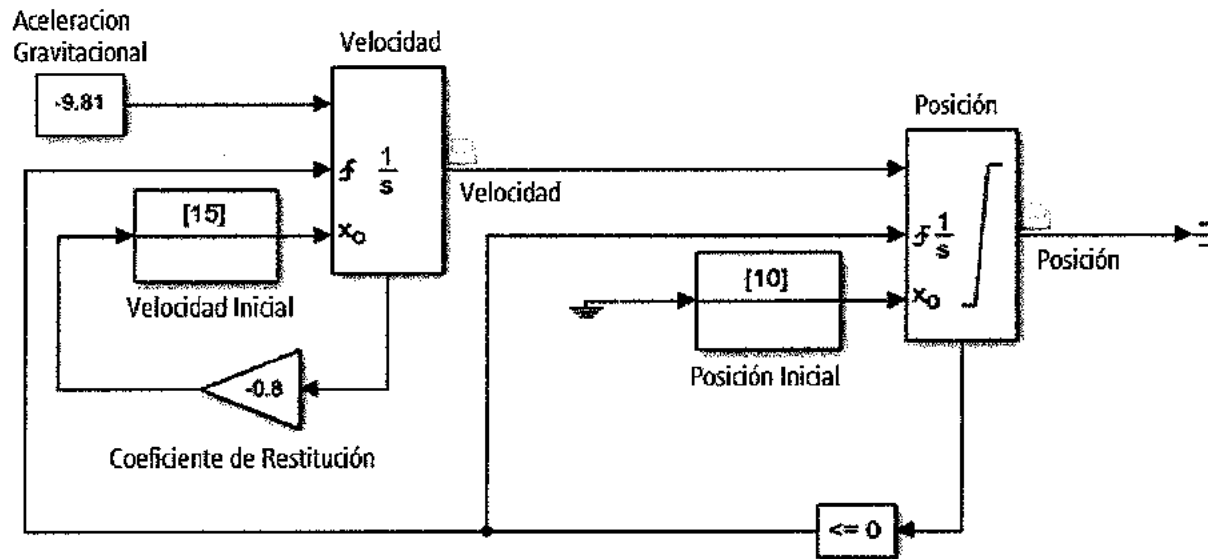 Aceleracion
Gravitacional
-9.81
Velocidad
1
s
x₀
Velocidad
[15]
Velocidad Inicial
-0.8
Coeficiente de Restitución
Posición
1
s
x₀
Posición
[10]
Posición Inicial
<= 0